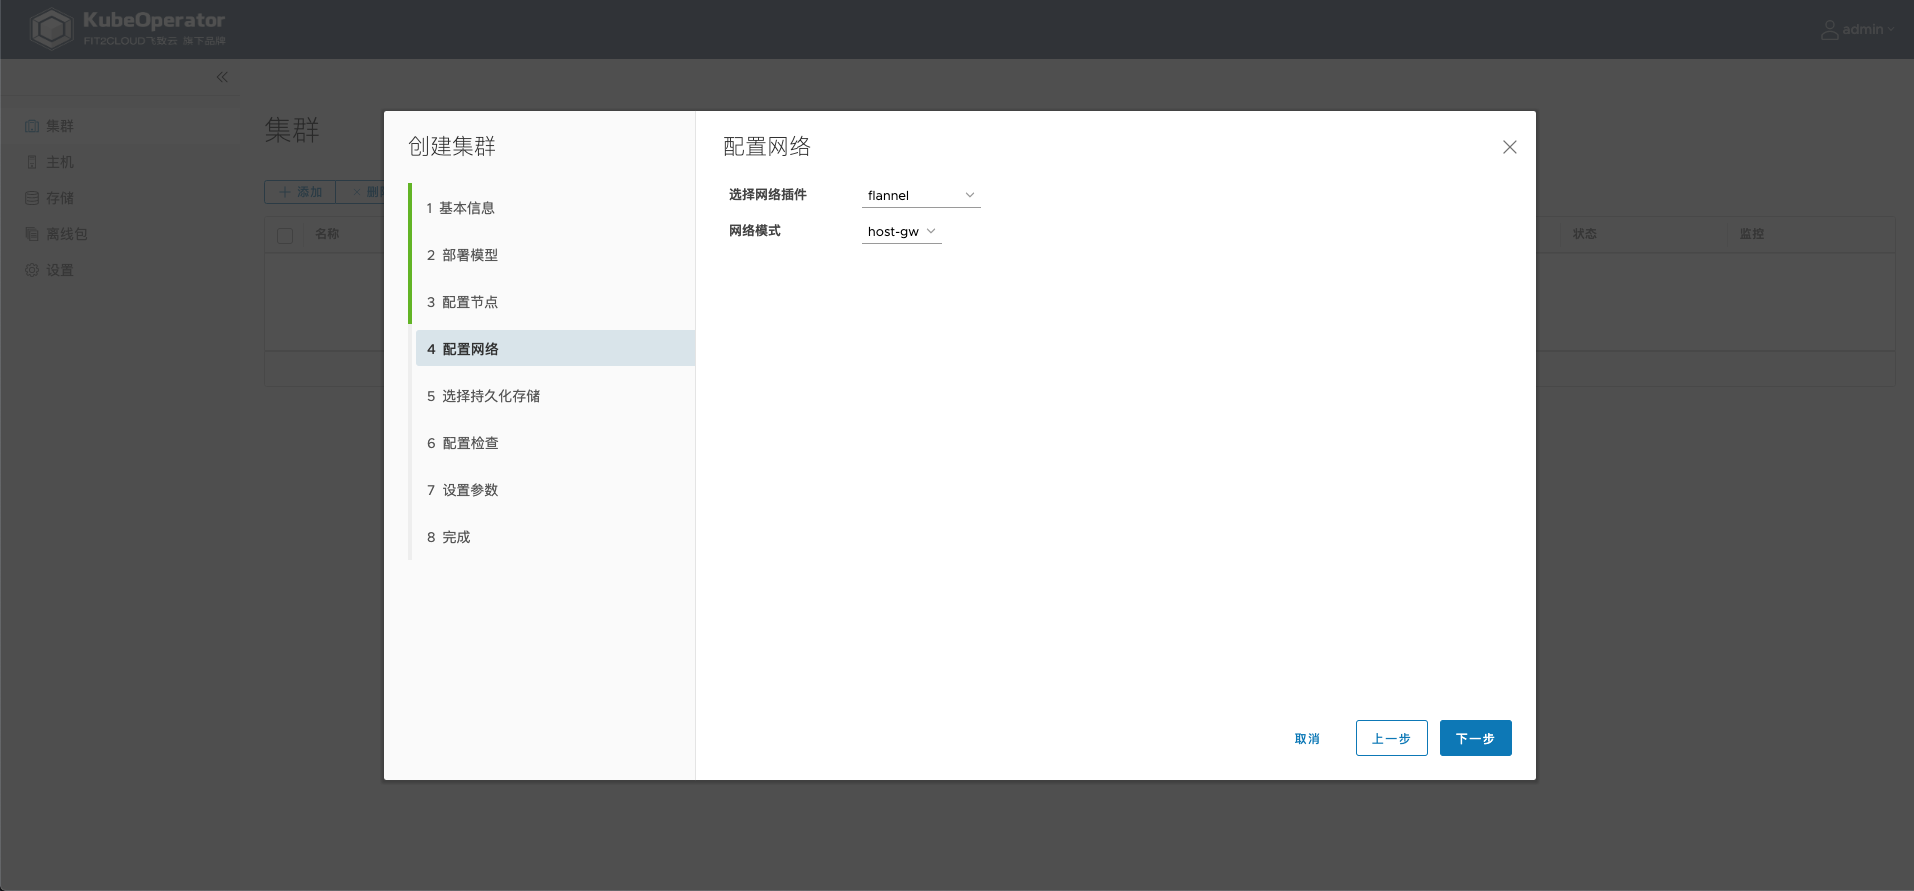 KubeOperator
FIT2CLOUD飞致云 旗下品牌
admin
集群
主机
存储
离线包
设置
集群
添加
名称
状态
监控
创建集群
1 基本信息
2 部署模型
3 配置节点
4 配置网络
5 选择持久化存储
6 配置检查
7 设置参数
8 完成
配置网络
选择网络插件 flannel
网络模式 host-gw
取消 上一步 下一步